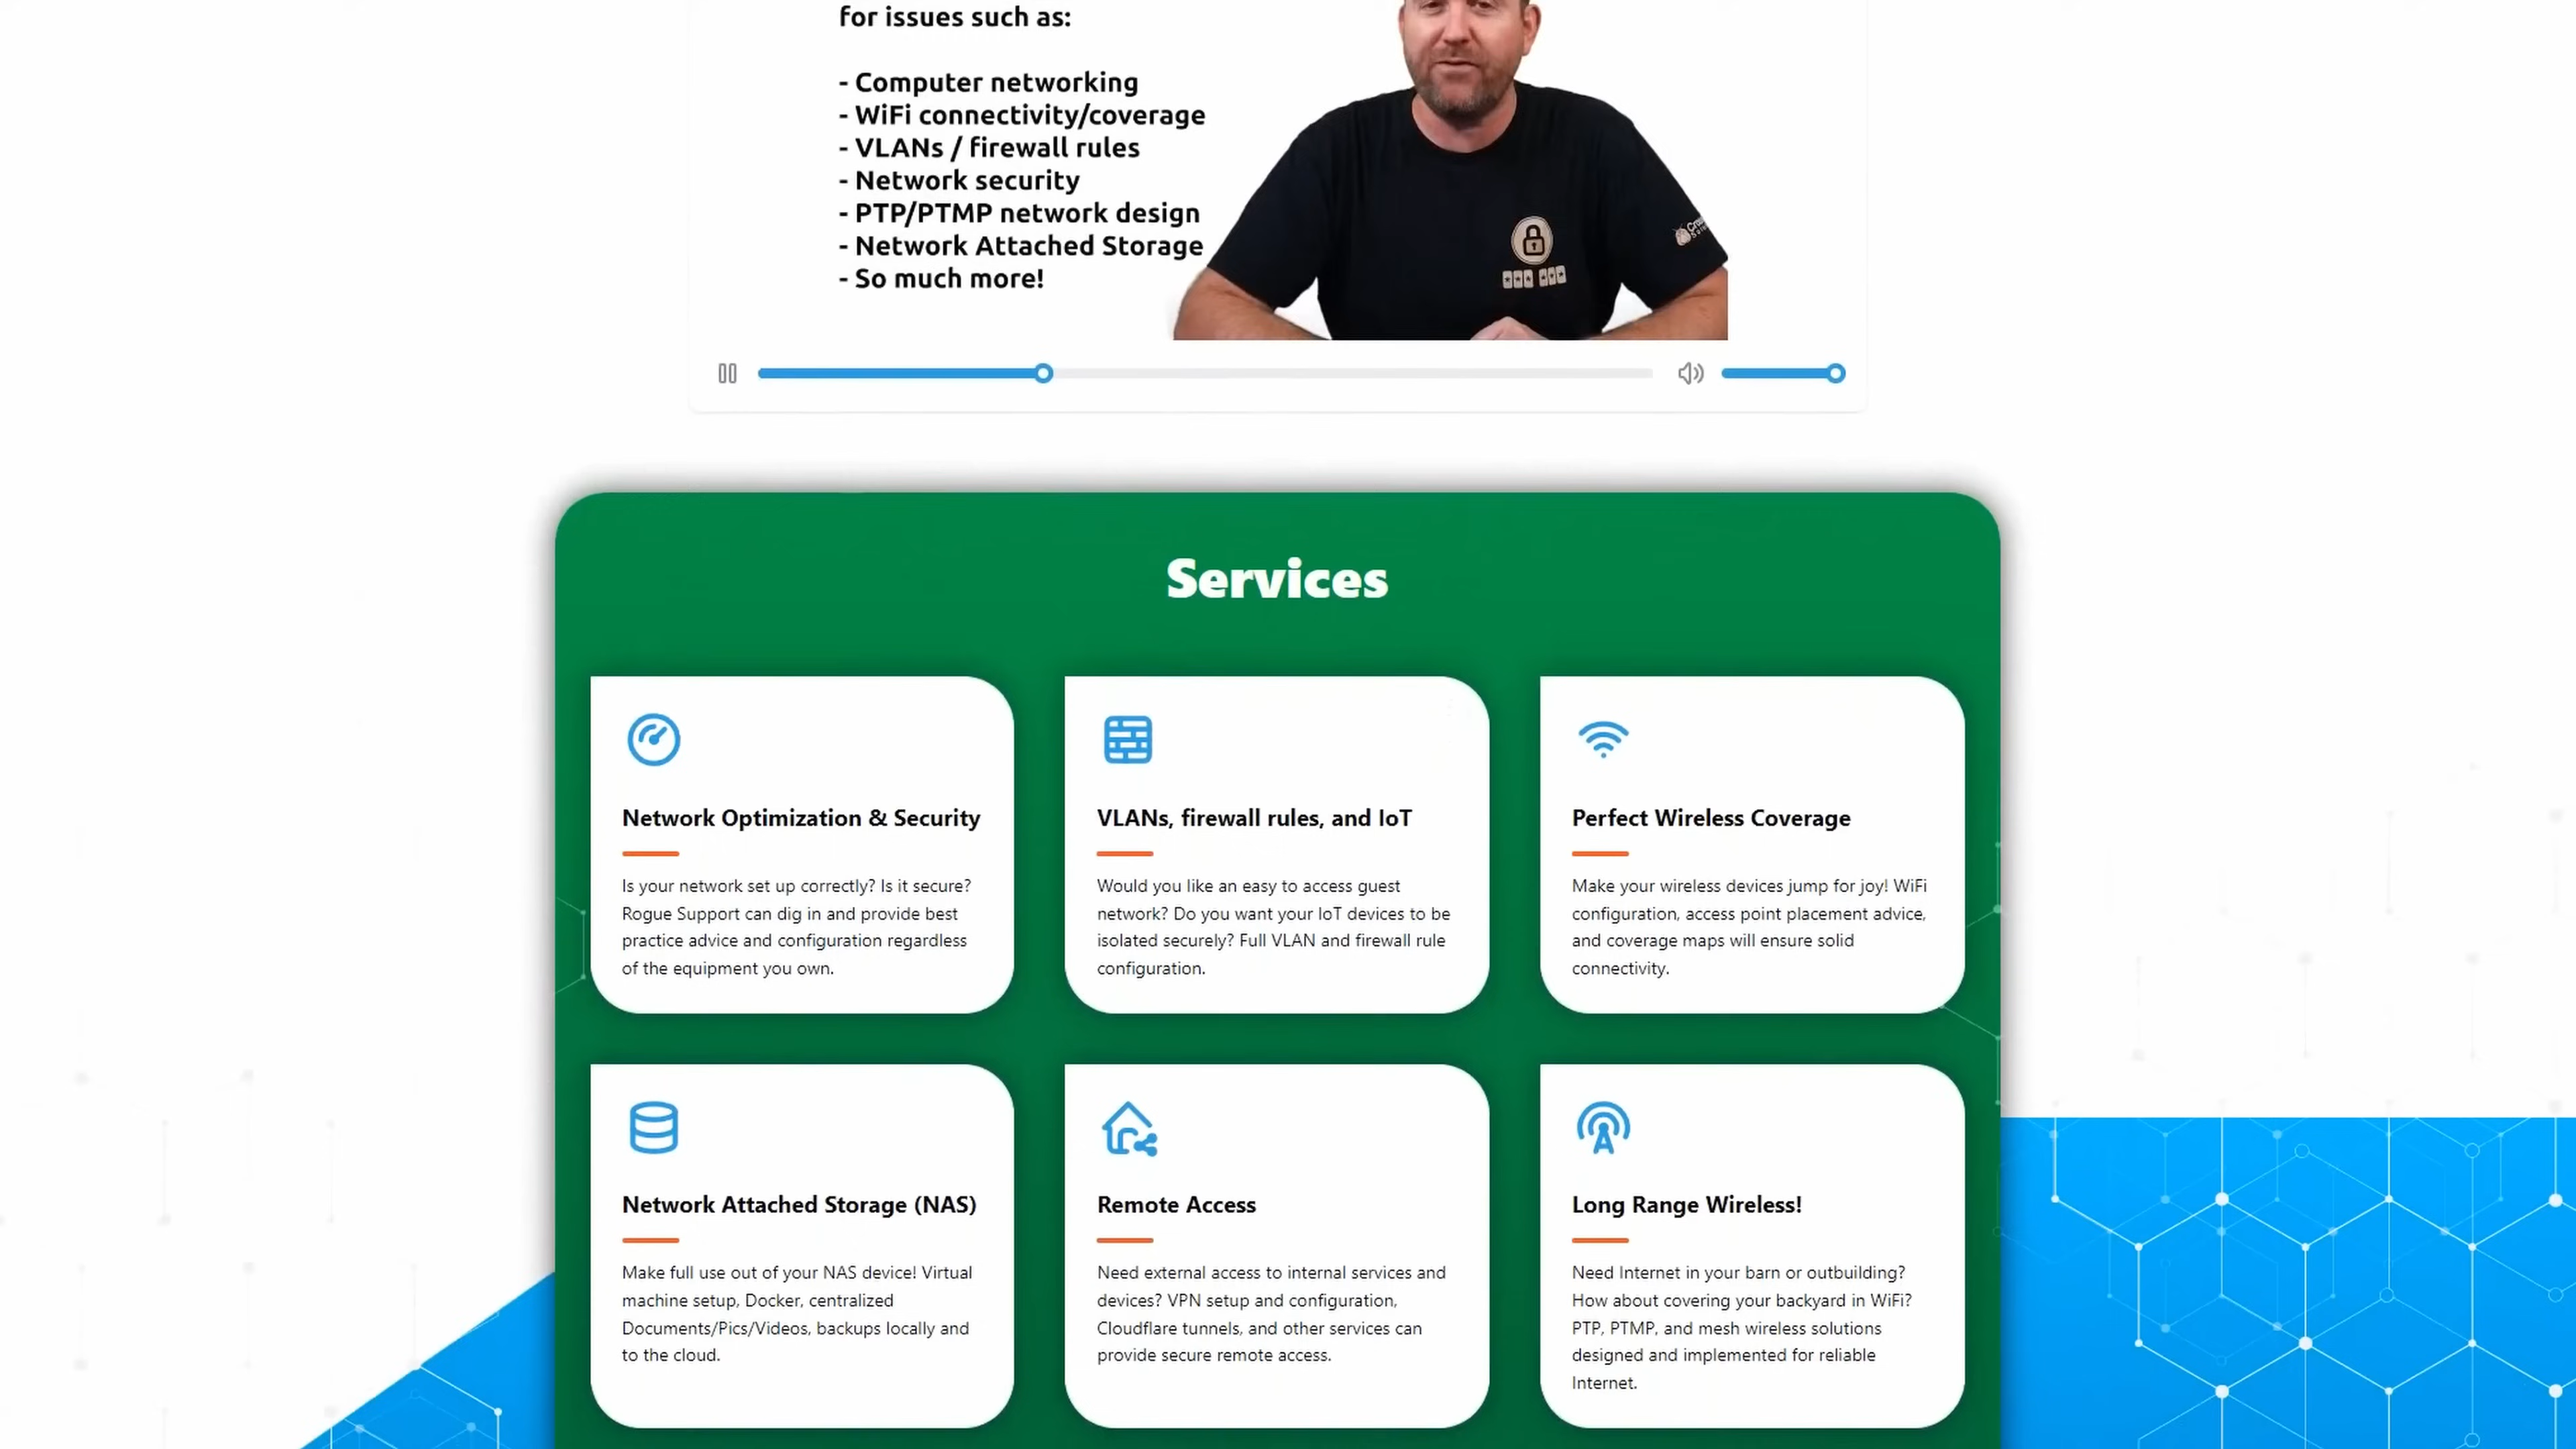 for issues such as:
- Computer networking
- WiFi connectivity/coverage
- VLANs / firewall rules
- Network security
- PTP/PTMP network design
- Network Attached Storage
- So much more!
Services
Network Optimization & Security
Is your network set up correctly? Is it secure?
Rogue Support can dig in and provide best
practice advice and configuration regardless
of the equipment you own.
VLANs, firewall rules, and IoT
Would you like an easy to access guest
network? Do you want your IoT devices to be
isolated securely? Full VLAN and firewall rule
configuration.
Perfect Wireless Coverage
Make your wireless devices jump for joy! WiFi
configuration, access point placement advice,
and coverage maps will ensure solid
connectivity.
Network Attached Storage (NAS)
Make full use out of your NAS device! Virtual
machine setup, Docker, centralized
Documents/Pics/Videos, backups locally and
to the cloud.
Remote Access
Need external access to internal services and
devices? VPN setup and configuration,
Cloudflare tunnels, and other services can
provide secure remote access.
Long Range Wireless!
Need Internet in your barn or outbuilding?
How about covering your backyard in WiFi?
PTP, PTMP, and mesh wireless solutions
designed and implemented for reliable
Internet.